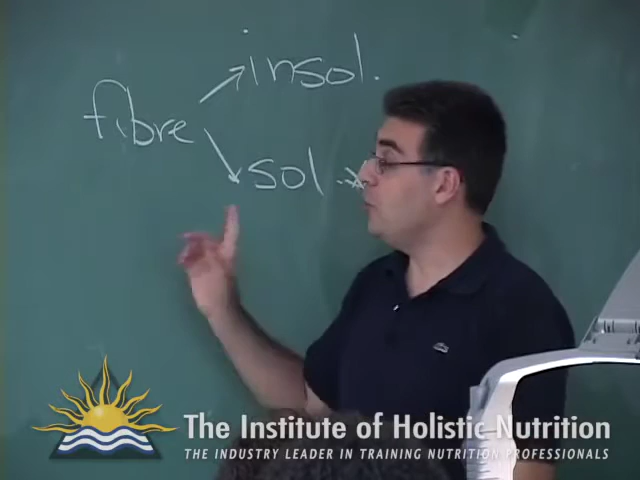 insol.
fibre
sol
The Institute of Holistic Nutrition
THE INDUSTRY LEADER IN TRAINING NUTRITION PROFESSIONALS